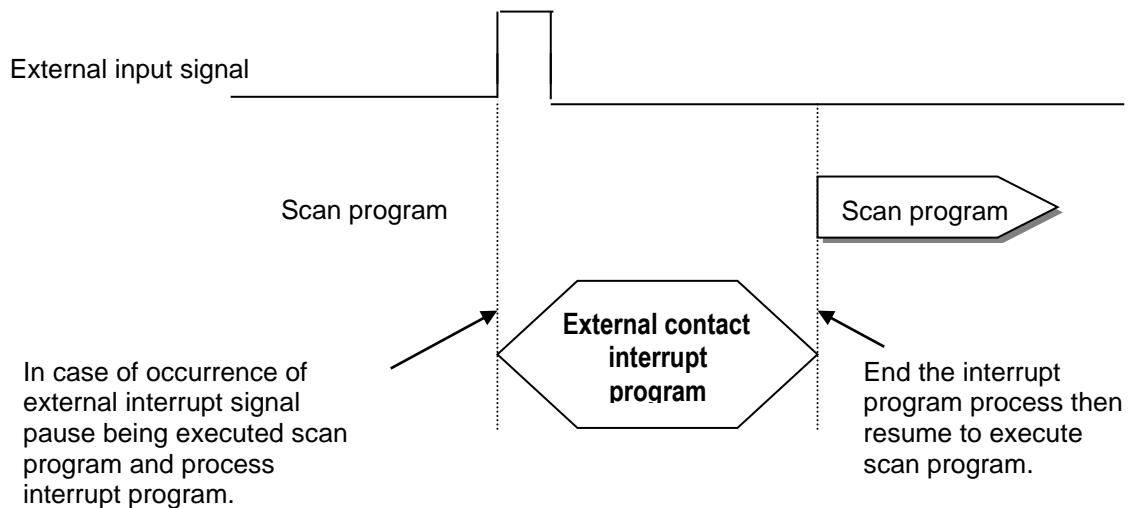 External input signal
Scan program
Scan program
External contact
interrupt
program
In case of occurrence of
external interrupt signal
pause being executed scan
program and process
interrupt program.
End the interrupt
program process then
resume to execute
scan program.